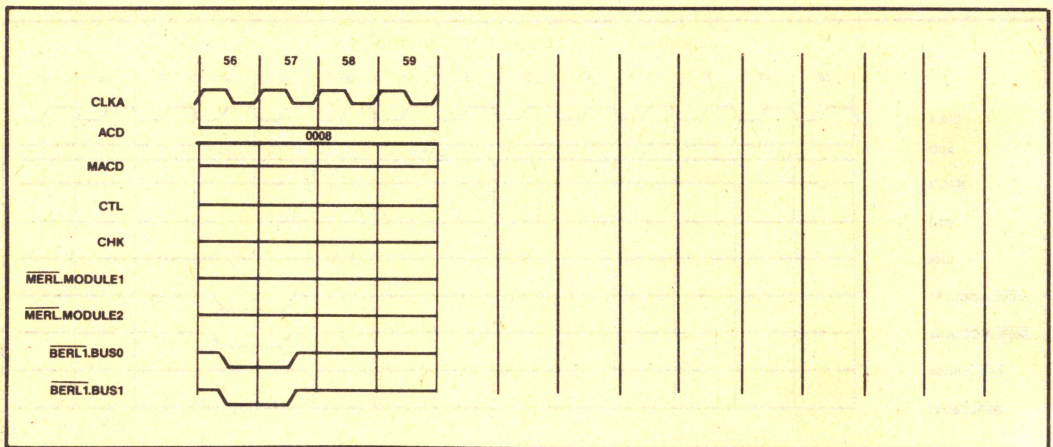 56 57 58 59
CLKA
ACD
0008
MACD
CTL
CHK
MERL.MODULE1
MERL.MODULE2
BERL1.BUS0
BERL1.BUS1